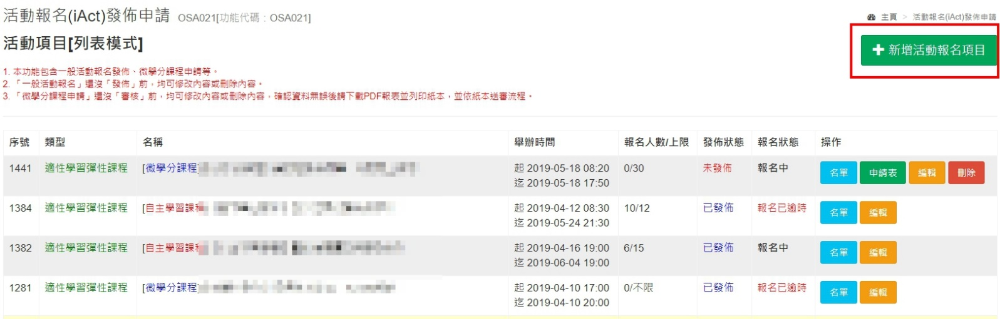 活動報名(iAct)發佈申請 OSA021[功能代碼：OSA021]
主頁 > 活動報名(iAct)發佈申請
活動項目[列表模式]
新增活動報名項目
1. 本功能包含一般活動報名發佈、微學分課程申請等。
2. 「一般活動報名」還沒「發佈」前，均可修改內容或刪除內容。
3. 「微學分課程申請」還沒「審核」前，均可修改內容或刪除內容，確認資料無誤後請下載PDF報表並列印紙本，並依紙本送審流程。
序號 類型 名稱 舉辦時間 報名人數/上限 發佈狀態 報名狀態 操作
1441 適性學習彈性課程 [微學分課程] 起 2019-05-18 08:20 0/30 未發佈 報名中 名單 申請表 編輯 刪除
迄 2019-05-18 17:50
1384 適性學習彈性課程 [自主學習課程 起 2019-04-12 08:30 10/12 已發佈 報名已逾時 名單 編輯
迄 2019-05-24 21:30
1382 適性學習彈性課程 [自主學習課程 起 2019-04-16 19:00 6/15 已發佈 報名中 名單 編輯
迄 2019-06-04 19:00
1281 適性學習彈性課程 [微學分課程] 起 2019-04-10 17:00 0/不限 已發佈 報名已逾時 名單 編輯
迄 2019-04-10 20:00